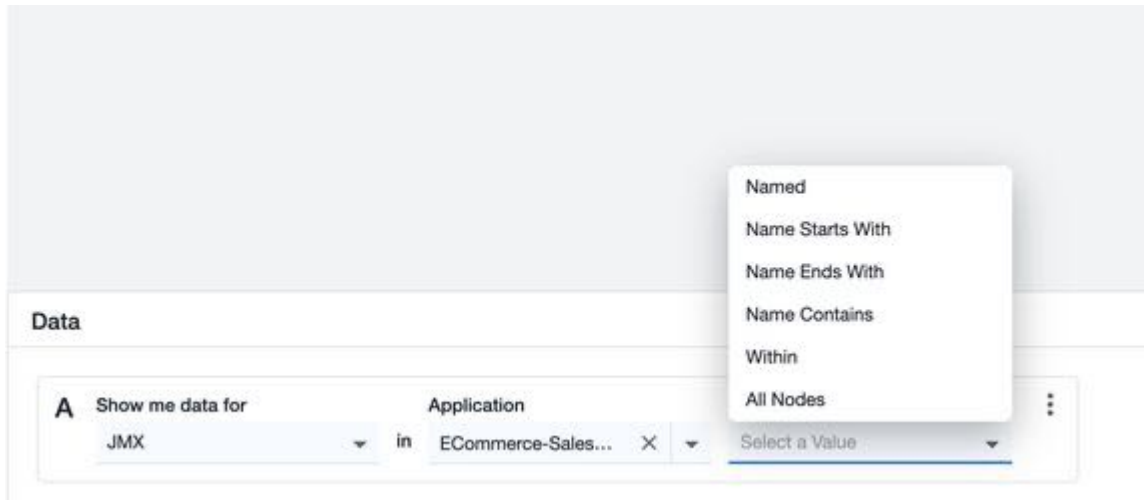 Named
Name Starts With
Name Ends With
Name Contains
Within
All Nodes
Data
A Show me data for Application
JMX in ECommerce-Sales... Select a Value